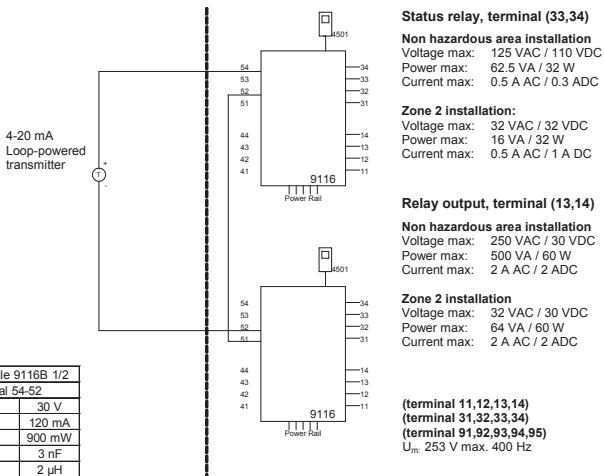 4501
54
53
52
51
44
43
42
41
34
33
32
31
14
13
12
11
9116
Power Rail
4-20 mA
Loop-powered
transmitter
+
T
-
4501
54
53
52
51
44
43
42
41
34
33
32
31
14
13
12
11
9116
Power Rail
le 9116B 1/2
al 54-52
30 V
120 mA
900 mW
3 nF
2 µH
Status relay, terminal (33,34)
Non hazardous area installation
Voltage max: 125 VAC / 110 VDC
Power max: 62.5 VA / 32 W
Current max: 0.5 A AC / 0.3 ADC
Zone 2 installation:
Voltage max: 32 VAC / 32 VDC
Power max: 16 VA / 32 W
Current max: 0.5 A AC / 1 A DC
Relay output, terminal (13,14)
Non hazardous area installation
Voltage max: 250 VAC / 30 VDC
Power max: 500 VA / 60 W
Current max: 2 A AC / 2 ADC
Zone 2 installation
Voltage max: 32 VAC / 30 VDC
Power max: 64 VA / 60 W
Current max: 2 A AC / 2 ADC
(terminal 11,12,13,14)
(terminal 31,32,33,34)
(terminal 91,92,93,94,95)
Um: 253 V max. 400 Hz